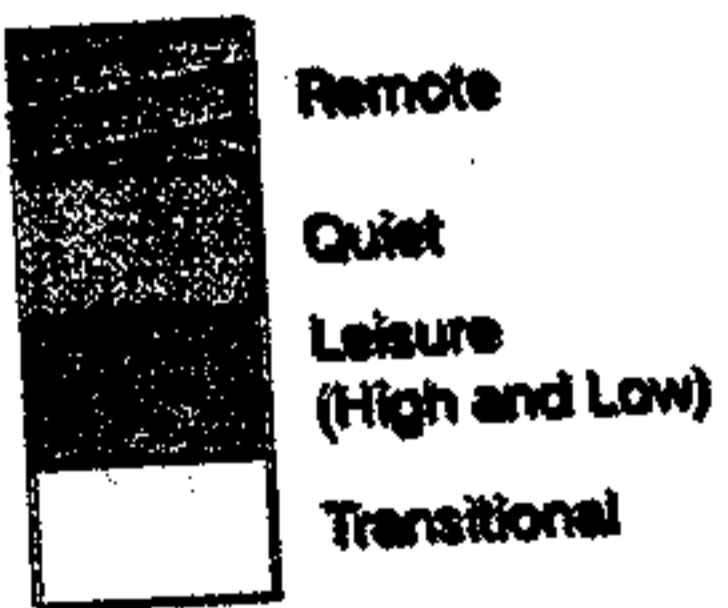 Remote
Quiet
Leisure
(High and Low)
Transitional